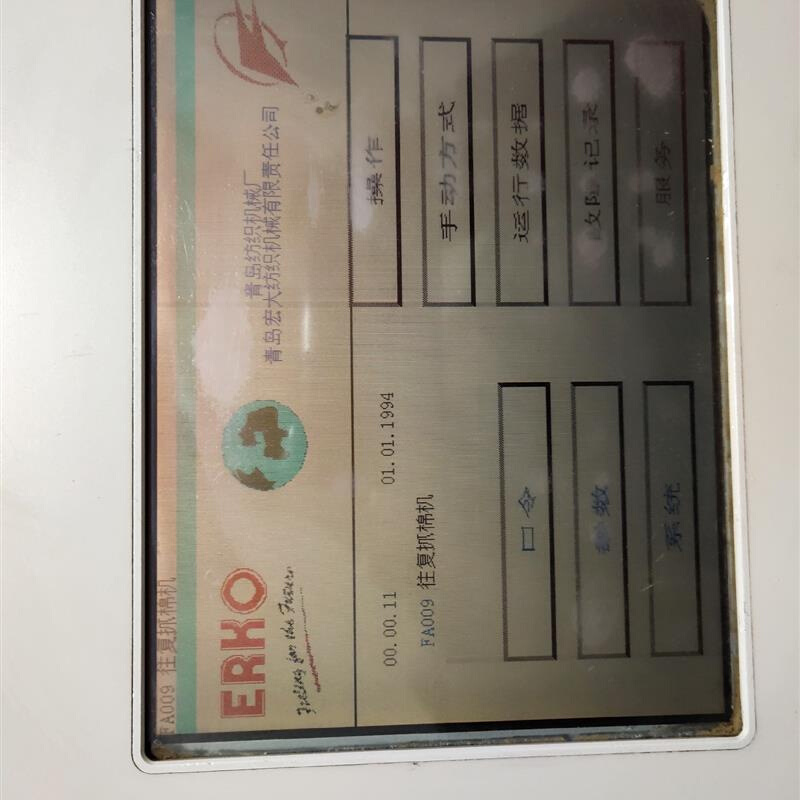 FA009 往复抓棉机
ERKO
青岛纺织机械厂
青岛宏大纺织机械有限责任公司
00.00.11
01.01.1994
FA009 往复抓棉机
操作
手动方式
口令
运行数据
参数
故障记录
系统
服务